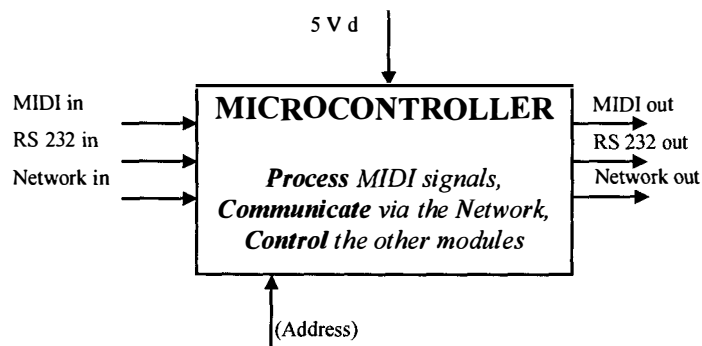 5 V d
MIDI in
RS 232 in
Network in
MICROCONTROLLER
Process MIDI signals,
Communicate via the Network,
Control the other modules
MIDI out
RS 232 out
Network out
(Address)